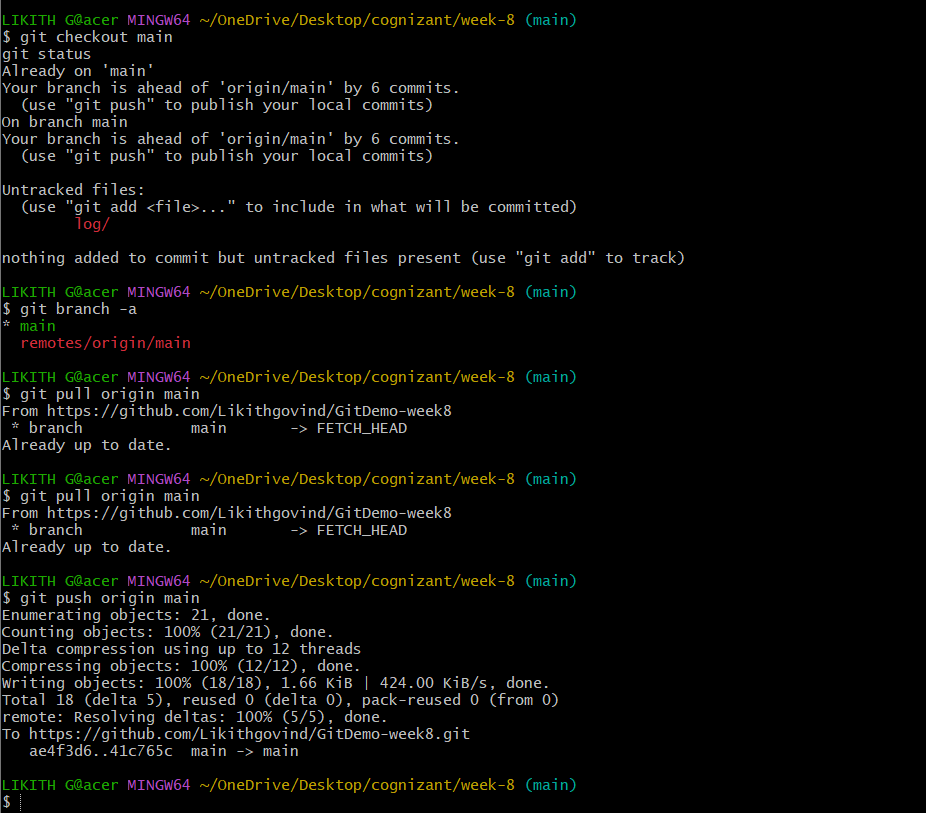 LIKITH G@acer MINGW64 ~/OneDrive/Desktop/cognizant/week-8 (main)
$ git checkout main
git status
Already on 'main'
Your branch is ahead of 'origin/main' by 6 commits.
  (use "git push" to publish your local commits)
On branch main
Your branch is ahead of 'origin/main' by 6 commits.
  (use "git push" to publish your local commits)

Untracked files:
  (use "git add <file>..." to include in what will be committed)
        log/

nothing added to commit but untracked files present (use "git add" to track)

LIKITH G@acer MINGW64 ~/OneDrive/Desktop/cognizant/week-8 (main)
$ git branch -a
* main
  remotes/origin/main

LIKITH G@acer MINGW64 ~/OneDrive/Desktop/cognizant/week-8 (main)
$ git pull origin main
From https://github.com/Likithgovind/GitDemo-week8
 * branch            main       -> FETCH_HEAD
Already up to date.

LIKITH G@acer MINGW64 ~/OneDrive/Desktop/cognizant/week-8 (main)
$ git pull origin main
From https://github.com/Likithgovind/GitDemo-week8
 * branch            main       -> FETCH_HEAD
Already up to date.

LIKITH G@acer MINGW64 ~/OneDrive/Desktop/cognizant/week-8 (main)
$ git push origin main
Enumerating objects: 21, done.
Counting objects: 100% (21/21), done.
Delta compression using up to 12 threads
Compressing objects: 100% (12/12), done.
Writing objects: 100% (18/18), 1.66 KiB | 424.00 KiB/s, done.
Total 18 (delta 5), reused 0 (delta 0), pack-reused 0 (from 0)
remote: Resolving deltas: 100% (5/5), done.
To https://github.com/Likithgovind/GitDemo-week8.git
   ae4f3d6..41c765c  main -> main

LIKITH G@acer MINGW64 ~/OneDrive/Desktop/cognizant/week-8 (main)
$